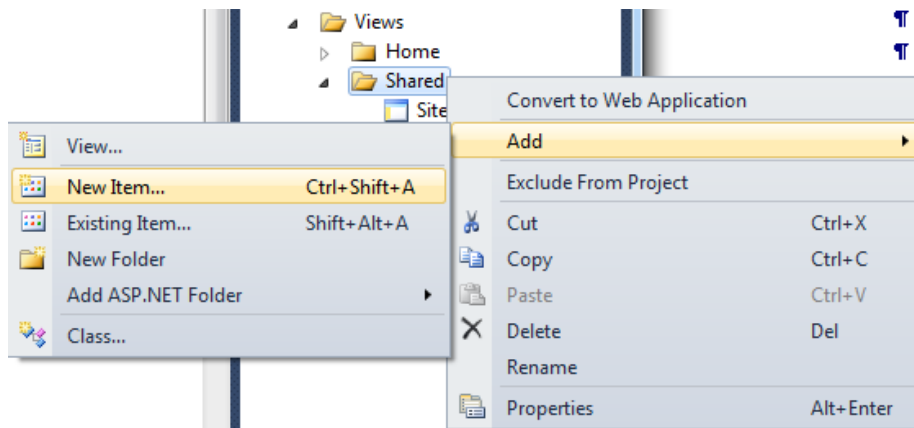 Views
Home
Shared
Site
Convert to Web Application
Add
Exclude From Project
Cut Ctrl+X
Copy Ctrl+C
Paste Ctrl+V
Delete Del
Rename
Properties Alt+Enter
View...
New Item... Ctrl+Shift+A
Existing Item... Shift+Alt+A
New Folder
Add ASP.NET Folder
Class...
¶
¶